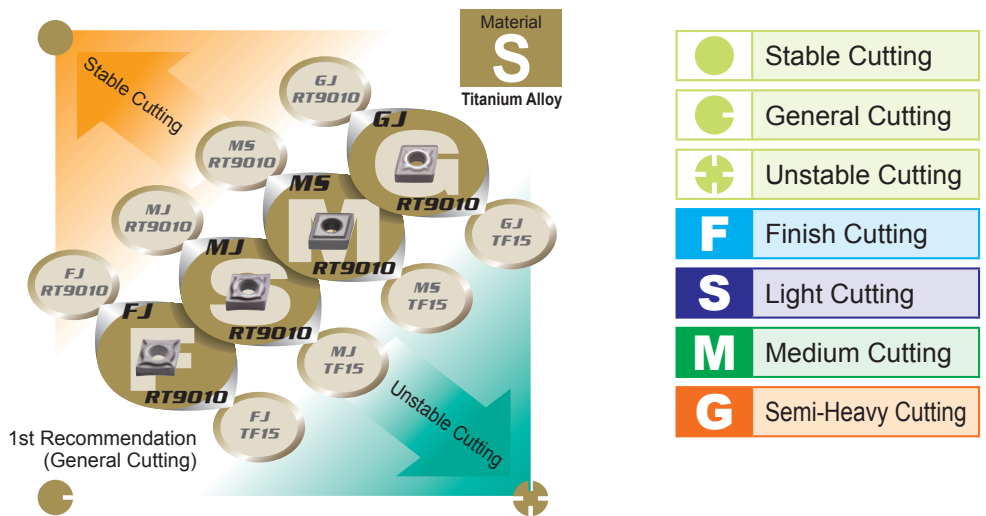 Material
S
Titanium Alloy
Stable Cutting
GJ
RT9010
GJ
G
RT9010
MS
RT9010
MS
M
RT9010
GJ
TF15
MJ
RT9010
MJ
S
RT9010
MS
TF15
FJ
RT9010
FJ
F
RT9010
MJ
TF15
Unstable Cutting
FJ
TF15
1st Recommendation
(General Cutting)
Stable Cutting
General Cutting
Unstable Cutting
F Finish Cutting
S Light Cutting
M Medium Cutting
G Semi-Heavy Cutting